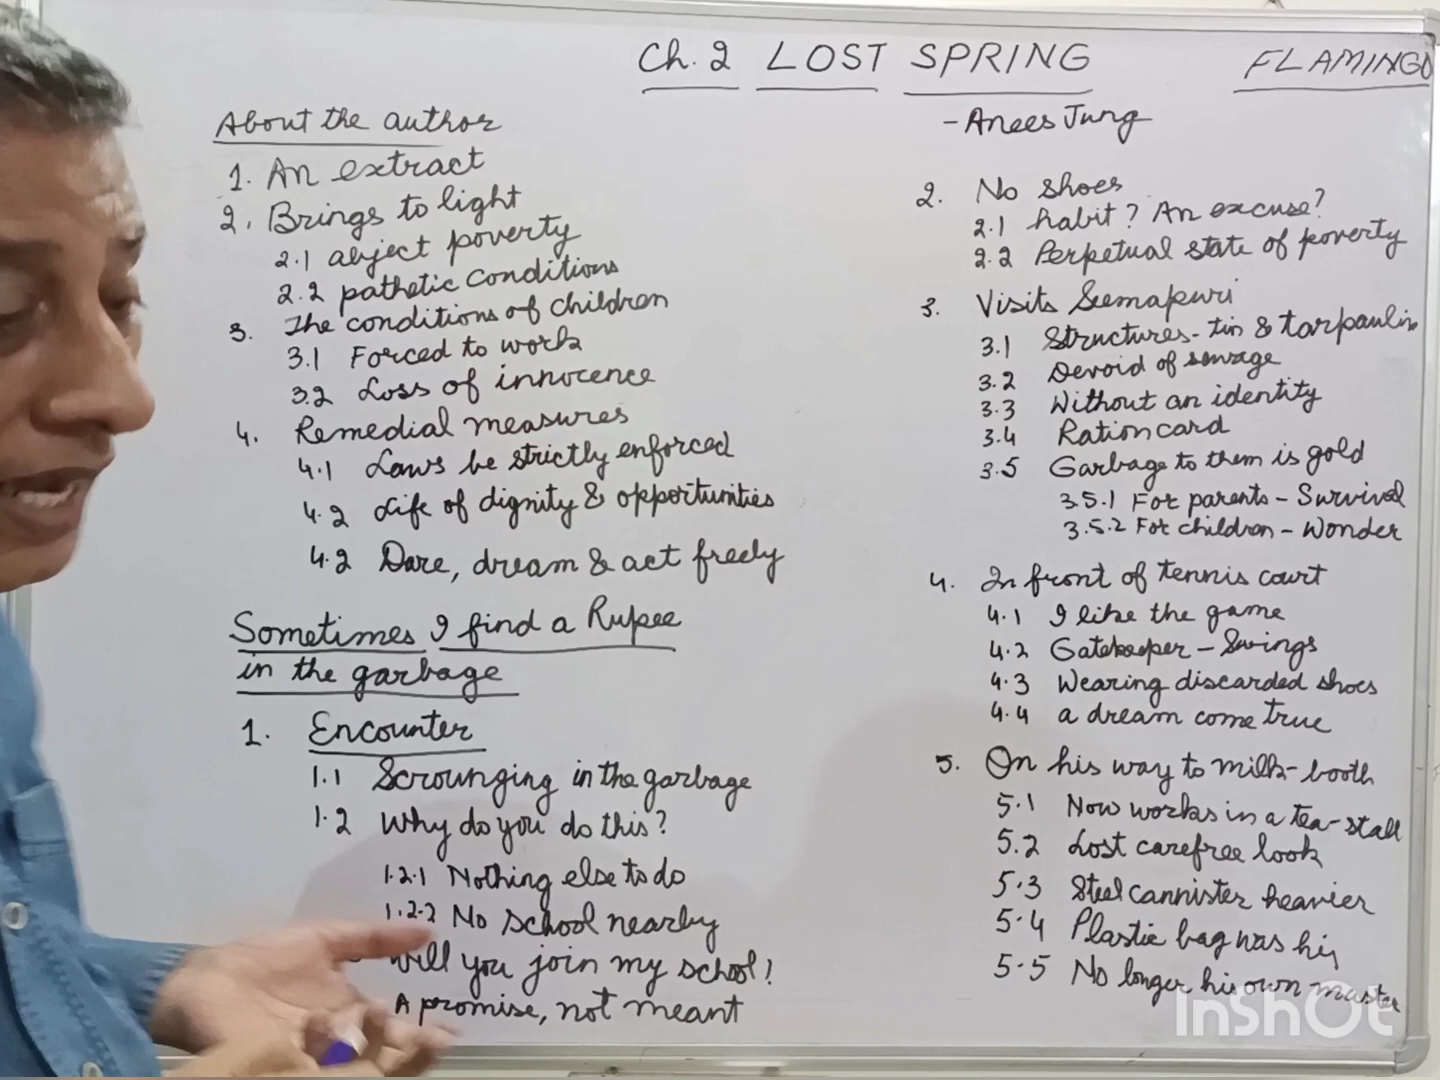 Ch. 2 LOST SPRING
FLAMINGO
- Anees Jung
About the author
1. An extract
2. Brings to light
2.1 abject poverty
2.2 pathetic conditions
3. The conditions of children
3.1 Forced to work
3.2 Loss of innocence
4. Remedial measures
4.1 Laws be strictly enforced
4.2 Life of dignity & opportunities
4.2 Dare, dream & act freely
Sometimes I find a Rupee
in the garbage
1. Encounter
1.1 Scrounging in the garbage
1.2 Why do you do this?
1.2.1 Nothing else to do
1.2.2 No school nearby
Will you join my school?
A promise, not meant
2. No shoes
2.1 habit? An excuse?
2.2 Perpetual state of poverty
3. Visits Seemapuri
3.1 Structures - tin & tarpaulin
3.2 Devoid of sewage
3.3 Without an identity
3.4 Ration card
3.5 Garbage to them is gold
3.5.1 For parents - Survival
3.5.2 For children - Wonder
4. In front of tennis court
4.1 I like the game
4.2 Gatekeeper - Swings
4.3 Wearing discarded shoes
4.4 a dream come true
5. On his way to milk-booth
5.1 Now works in a tea-stall
5.2 Lost carefree look
5.3 Steel cannister heavier
5.4 Plastic bag was his
5.5 No longer his own master
InShOt